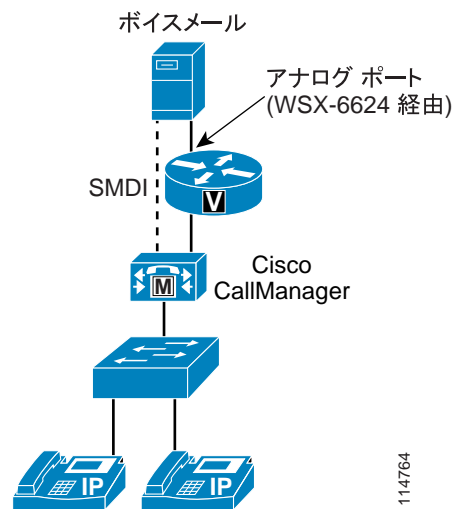 ボイスメール
アナログ ポート
(WSX-6624 経由)
SMDI
V
M
Cisco
CallManager
IP
IP
114764